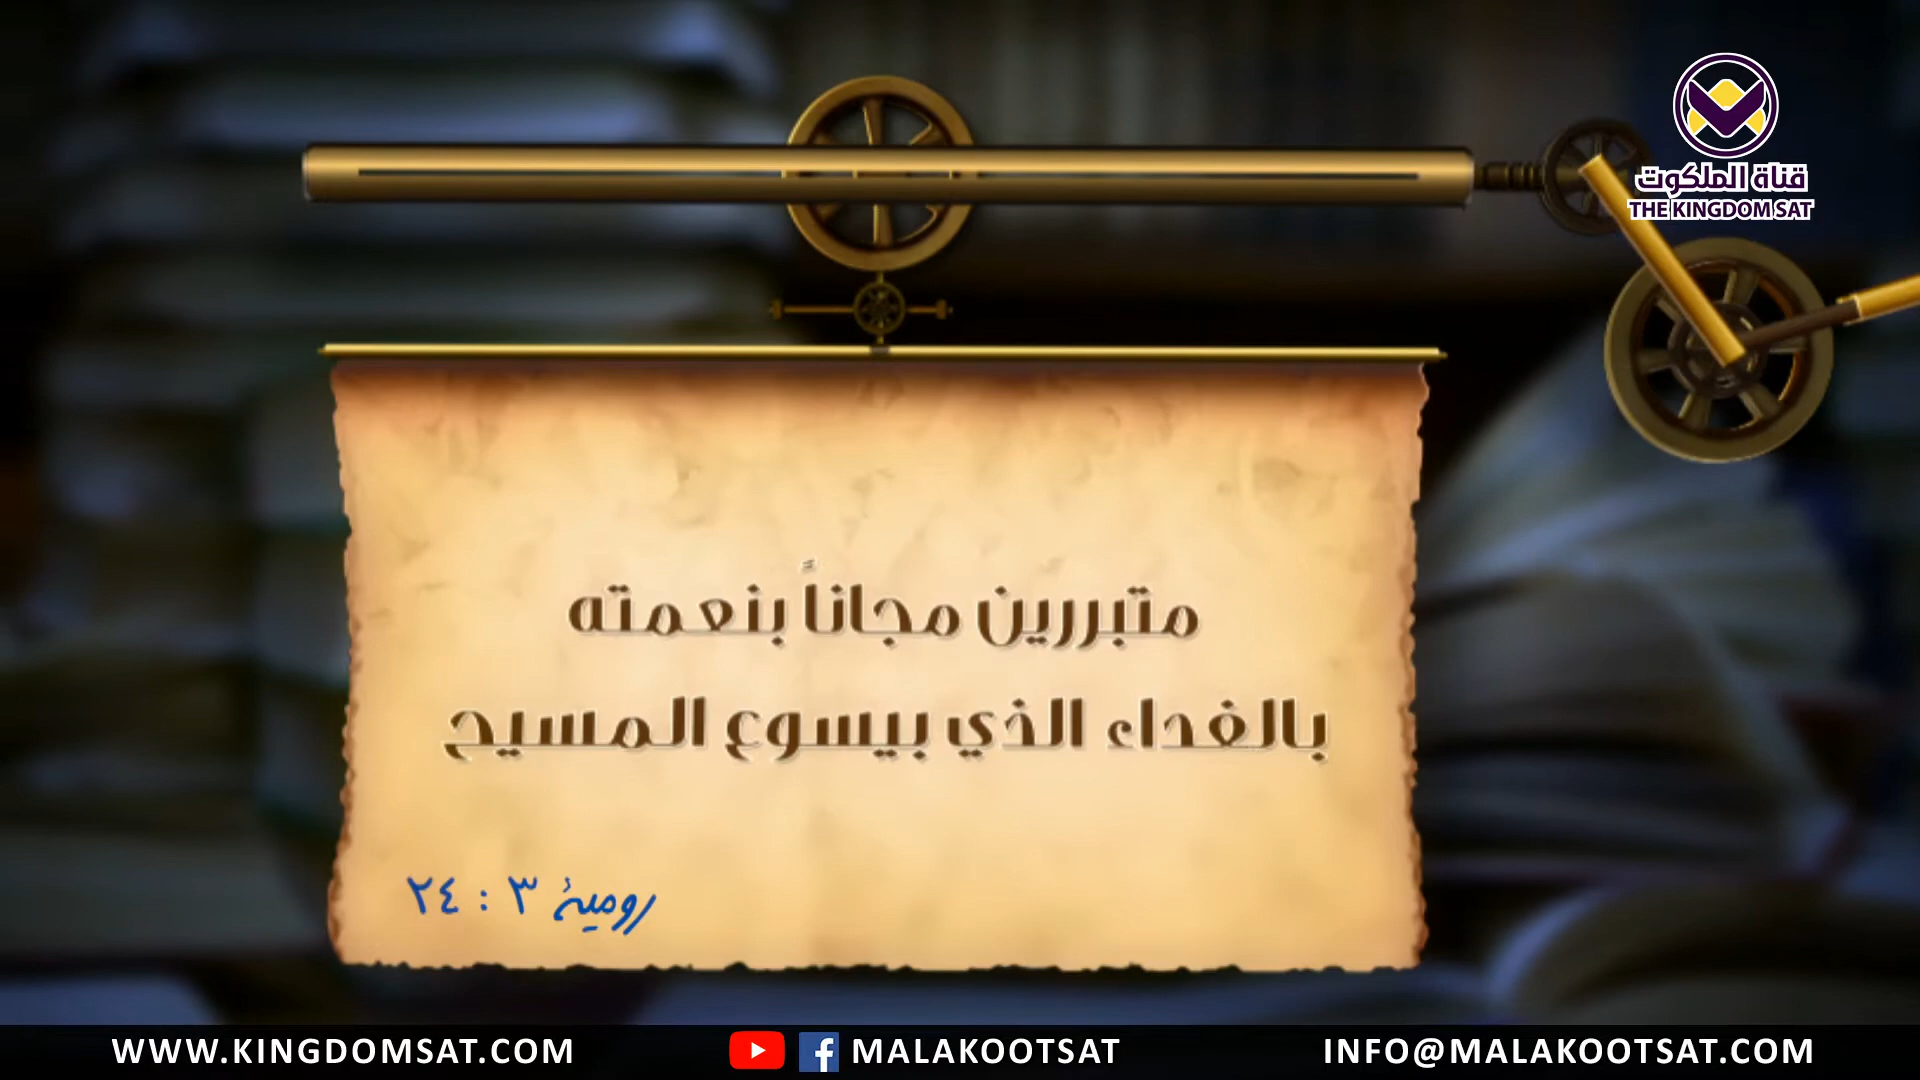 قناة الملكوت
THE KINGDOM SAT
متبررين مجاناً بنعمته
بالفداء الذي بيسوع المسيح
رومية ٣ : ٢٤
WWW.KINGDOMSAT.COM
MALAKOOTSAT
INFO@MALAKOOTSAT.COM